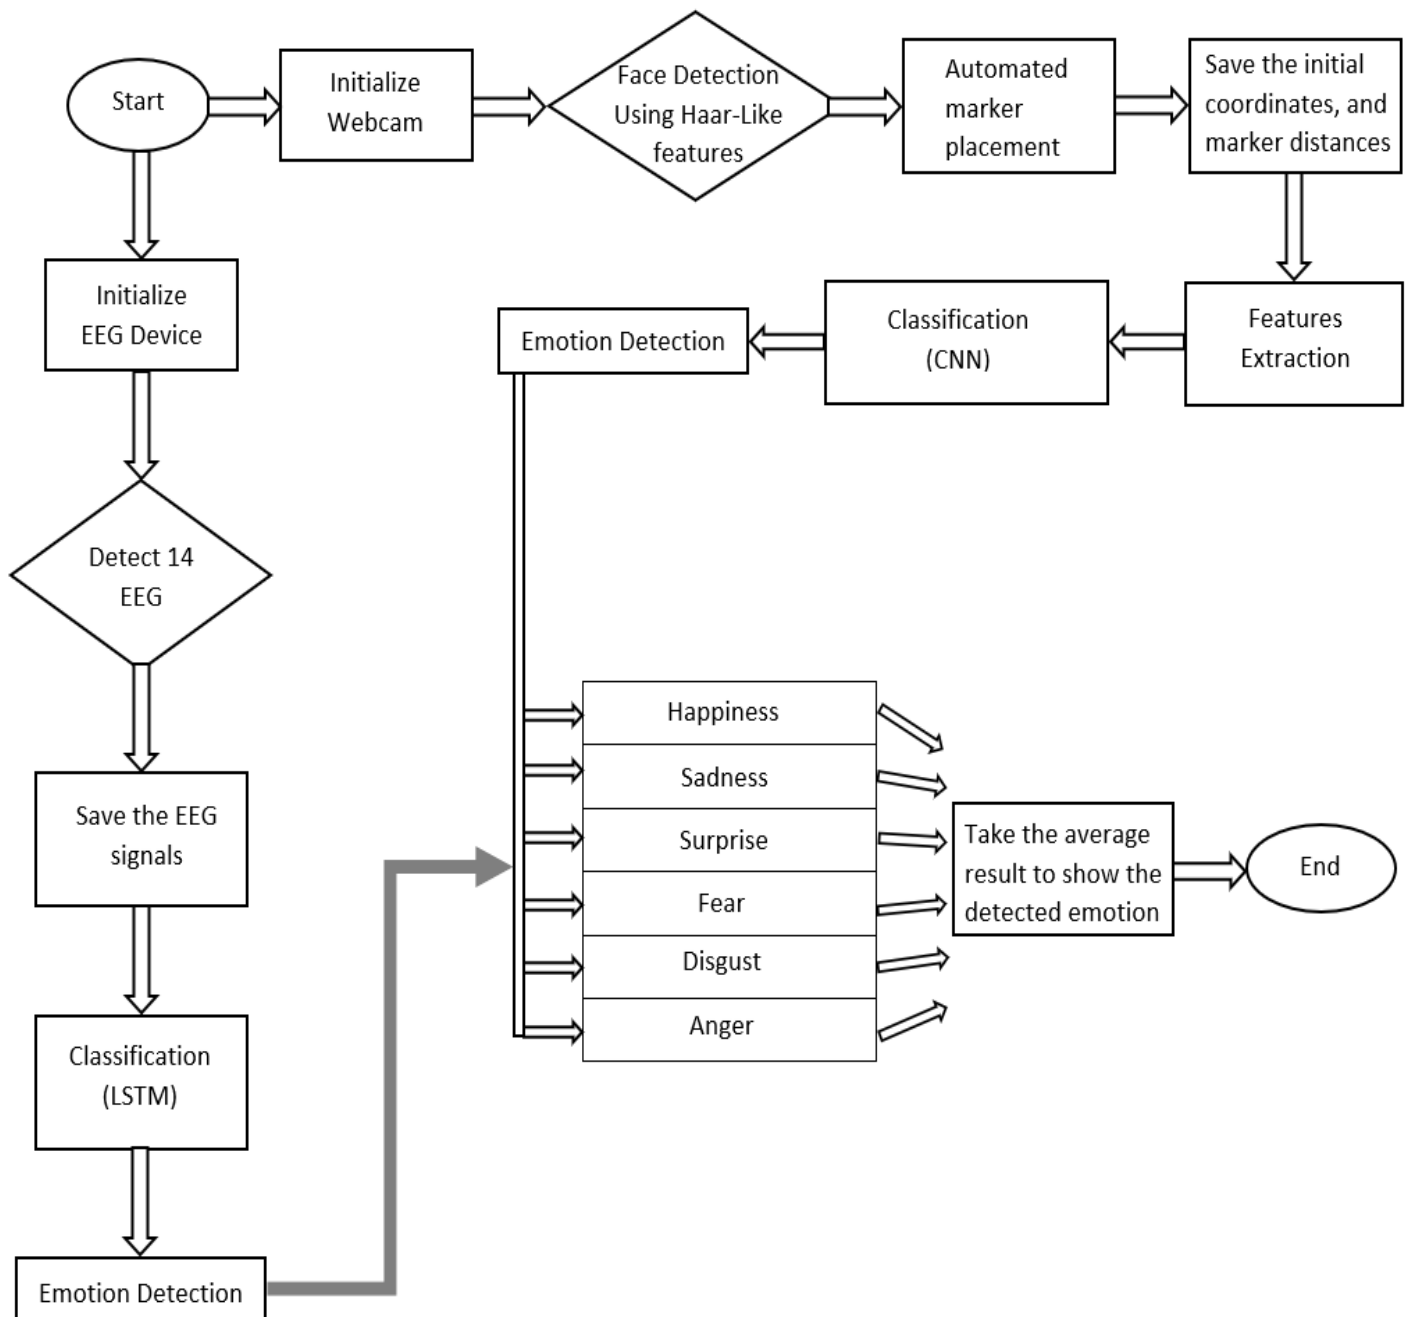 Start
Initialize
Webcam
Face Detection
Using Haar-Like
features
Automated
marker
placement
Save the initial
coordinates, and
marker distances
Initialize
EEG Device
Emotion Detection
Classification
(CNN)
Features
Extraction
Detect 14
EEG
Happiness
Sadness
Surprise
Fear
Disgust
Anger
Save the EEG
signals
Take the average
result to show the
detected emotion
End
Classification
(LSTM)
Emotion Detection